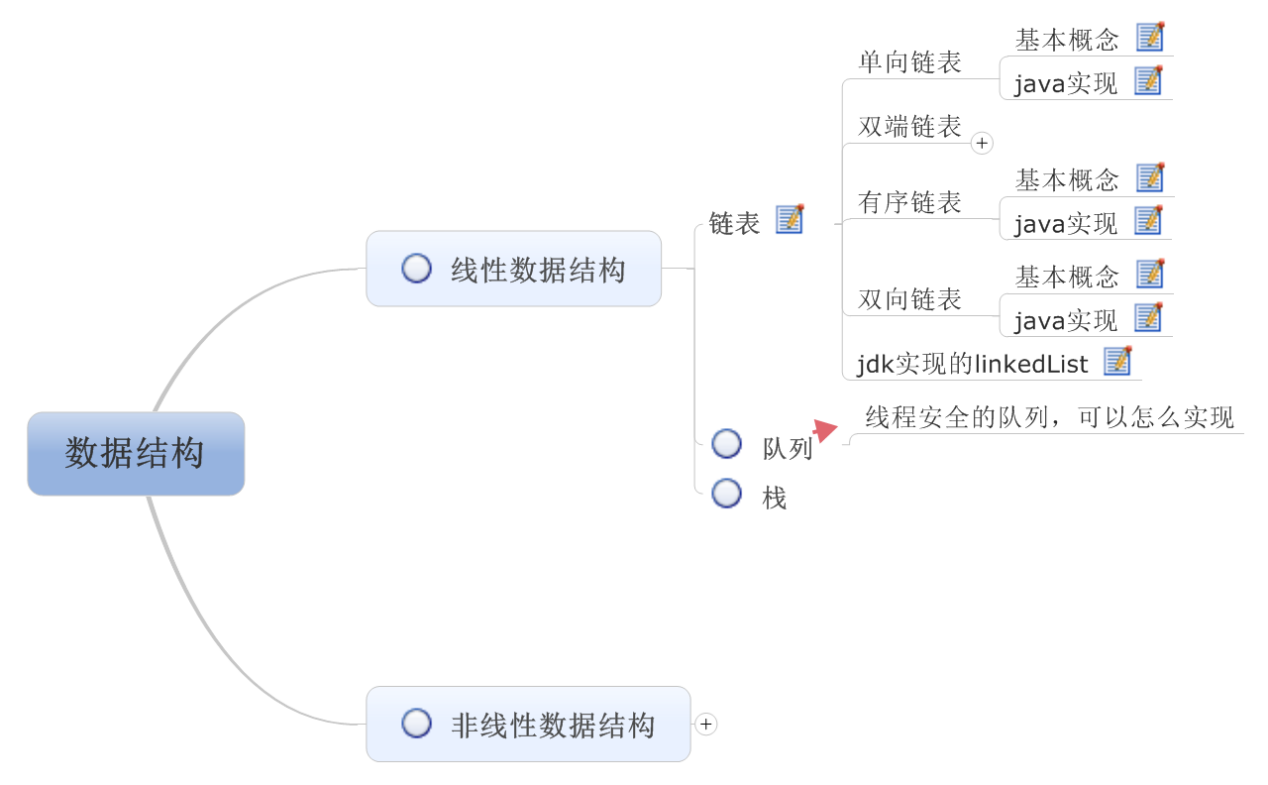 数据结构
线性数据结构
链表
单向链表
基本概念
java实现
双端链表
有序链表
基本概念
java实现
双向链表
基本概念
java实现
jdk实现的linkedList
队列
线程安全的队列，可以怎么实现
栈
非线性数据结构